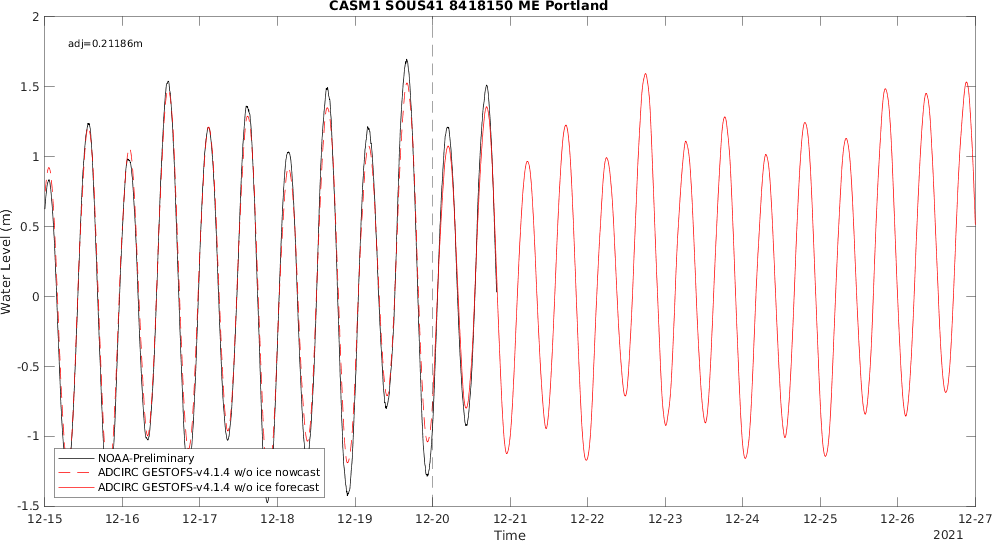 CASM1 SOUS41 8418150 ME Portland
adj=0.21186m
Water Level (m)
2
1.5
1
0.5
0
-0.5
-1
-1.5
NOAA-Preliminary
ADCIRC GESTOFS-v4.1.4 w/o ice nowcast
ADCIRC GESTOFS-v4.1.4 w/o ice forecast
12-15 12-16 12-17 12-18 12-19 12-20 12-21 12-22 12-23 12-24 12-25 12-26 12-27
Time
2021